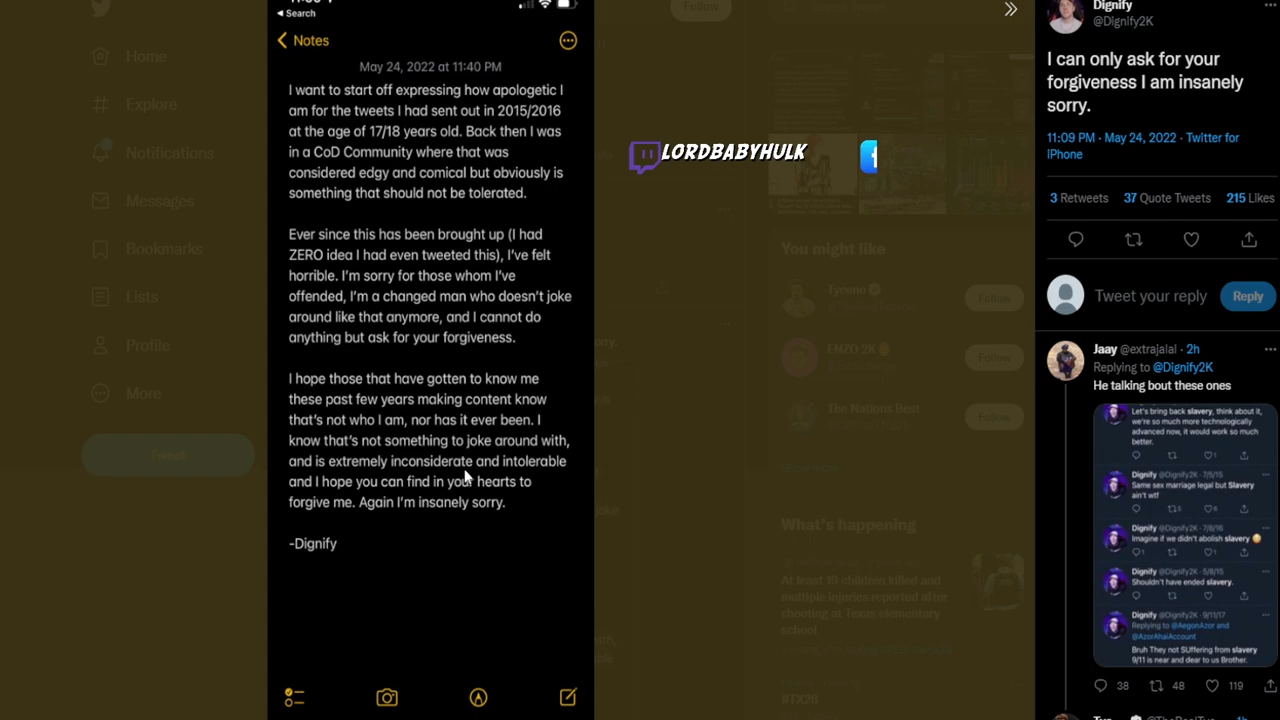 Search
Notes
May 24, 2022 at 11:40 PM
I want to start off expressing how apologetic I
am for the tweets I had sent out in 2015/2016
at the age of 17/18 years old. Back then I was
in a CoD Community where that was
considered edgy and comical but obviously is
something that should not be tolerated.
Ever since this has been brought up (I had
ZERO idea I had even tweeted this), I've felt
horrible. I'm sorry for those whom I've
offended, I'm a changed man who doesn't joke
around like that anymore, and I cannot do
anything but ask for your forgiveness.
I hope those that have gotten to know me
these past few years making content know
that's not who I am, nor has it ever been. I
know that's not something to joke around with,
and is extremely inconsiderate and intolerable
and I hope you can find in your hearts to
forgive me. Again I'm insanely sorry.
-Dignify
Home
Explore
Notifications
Messages
Bookmarks
Lists
Profile
More
Tweet
LORDBABYHULK
Follow
You might like
Follow
ENZO 2K
Follow
The Nations Best
Follow
What's happening
At least 19 children killed and
multiple injuries reported after
shooting at Texas elementary
school
Dignify
@Dignify2K
I can only ask for your
forgiveness I am insanely
sorry.
11:09 PM · May 24, 2022 · Twitter for
iPhone
3 Retweets 37 Quote Tweets 215 Likes
Tweet your reply
Reply
Jaay @extrajalal · 2h
Replying to @Dignify2K
He talking bout these ones
Let's bring back slavery, think about it,
we're so much more technologically
advanced now, it would work so much
better.
Dignify @Dignify2K · 7/5/15
Same sex marriage legal but Slavery
ain't wtf
Dignify @Dignify2K · 7/8/16
Imagine if we didn't abolish slavery
Dignify @Dignify2K · 5/8/15
Shouldn't have ended slavery.
Dignify @Dignify2K · 9/11/17
Replying to @AegonAzor and
@AzorAhaiAccount
Bruh They not SUffering from slavery
9/11 is near and dear to us Brother.
38 48 119